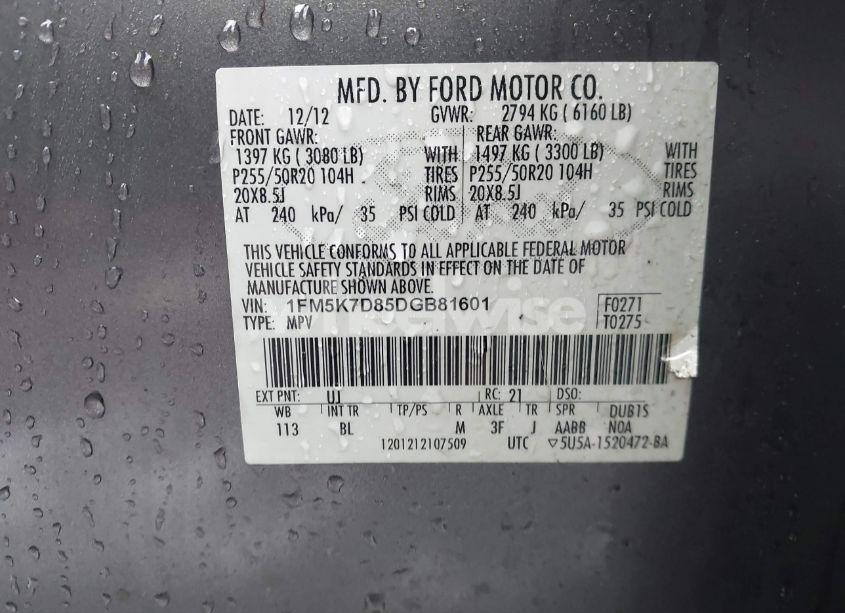 MFD. BY FORD MOTOR CO.
DATE: 12/12 GVWR: 2794 KG ( 6160 LB)
FRONT GAWR: REAR GAWR:
1397 KG ( 3080 LB) WITH 1497 KG ( 3300 LB) WITH
P255/50R20 104H TIRES P255/50R20 104H TIRES
20X8.5J RIMS 20X8.5J RIMS
AT 240 kPa/ 35 PSI COLD AT 240 kPa/ 35 PSI COLD
THIS VEHICLE CONFORMS TO ALL APPLICABLE FEDERAL MOTOR
VEHICLE SAFETY STANDARDS IN EFFECT ON THE DATE OF
MANUFACTURE SHOWN ABOVE.
VIN: 1FM5K7D85DGB81601 F0271
TYPE: MPV T0275
EXT PNT: UJ RC: 21 DSO:
WB INT TR TP/PS R AXLE TR SPR DUB1S
113 BL M 3F J AABB NOA
1201212107509 UTC ▽5U5A-1520472-BA